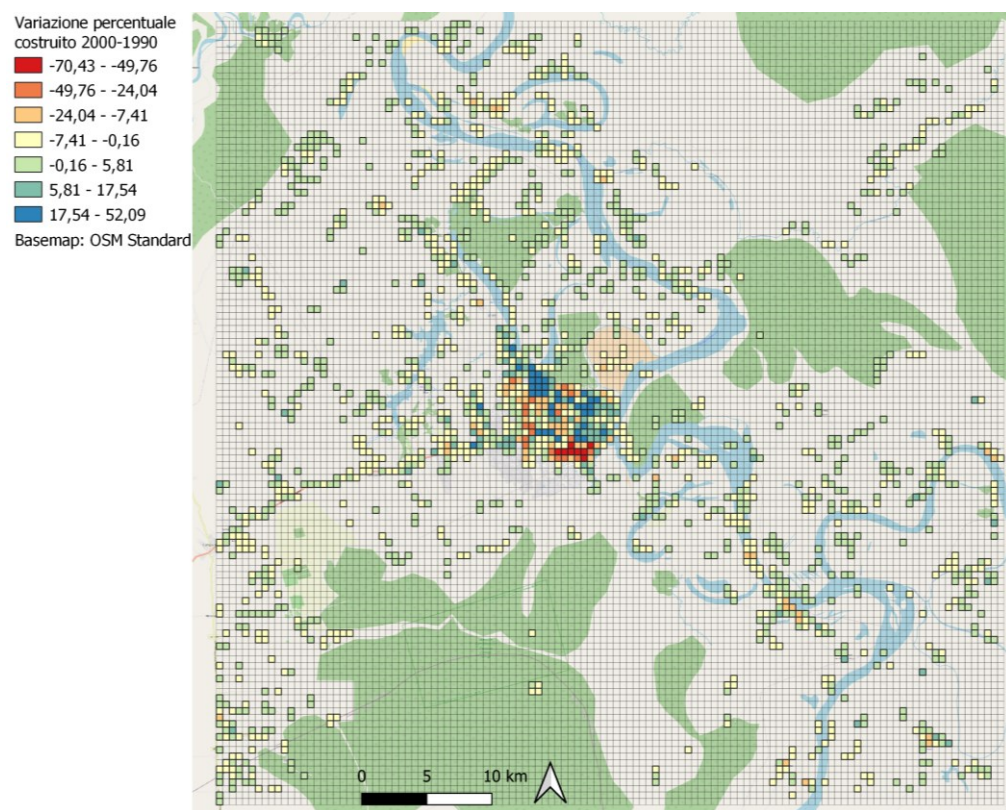 Variazione percentuale
costruito 2000-1990
-70,43 - -49,76
-49,76 - -24,04
-24,04 - -7,41
-7,41 - -0,16
-0,16 - 5,81
5,81 - 17,54
17,54 - 52,09
Basemap: OSM Standard
0 5 10 km